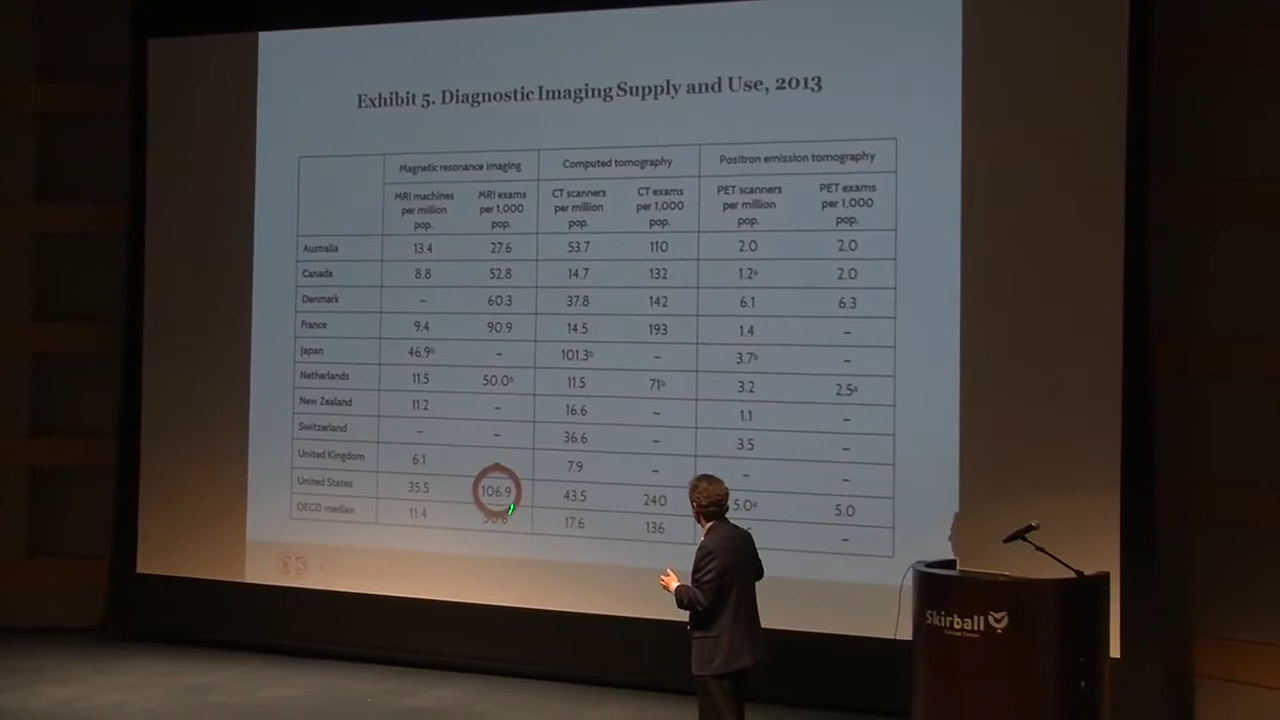 Exhibit 5. Diagnostic Imaging Supply and Use, 2013
Magnetic resonance imaging Computed tomography Positron emission tomography
MRI machines per million pop. MRI exams per 1,000 pop. CT scanners per million pop. CT exams per 1,000 pop. PET scanners per million pop. PET exams per 1,000 pop.
Australia 13.4 27.6 53.7 110 2.0 2.0
Canada 8.8 52.8 14.7 132 1.2ᵃ 2.0
Denmark – 60.3 37.8 142 6.1 6.3
France 9.4 90.9 14.5 193 1.4 –
Japan 46.9ᵇ – 101.3ᵇ – 3.7ᵇ –
Netherlands 11.5 50.0ᵇ 11.5 71ᵇ 3.2 2.5ᵃ
New Zealand 11.2 – 16.6 – 1.1 –
Switzerland – – 36.6 – 3.5 –
United Kingdom 6.1 – 7.9 – – –
United States 35.5 106.9 43.5 240 5.0ᵃ 5.0
OECD median 11.4 50.6 17.6 136 – –
Skirball